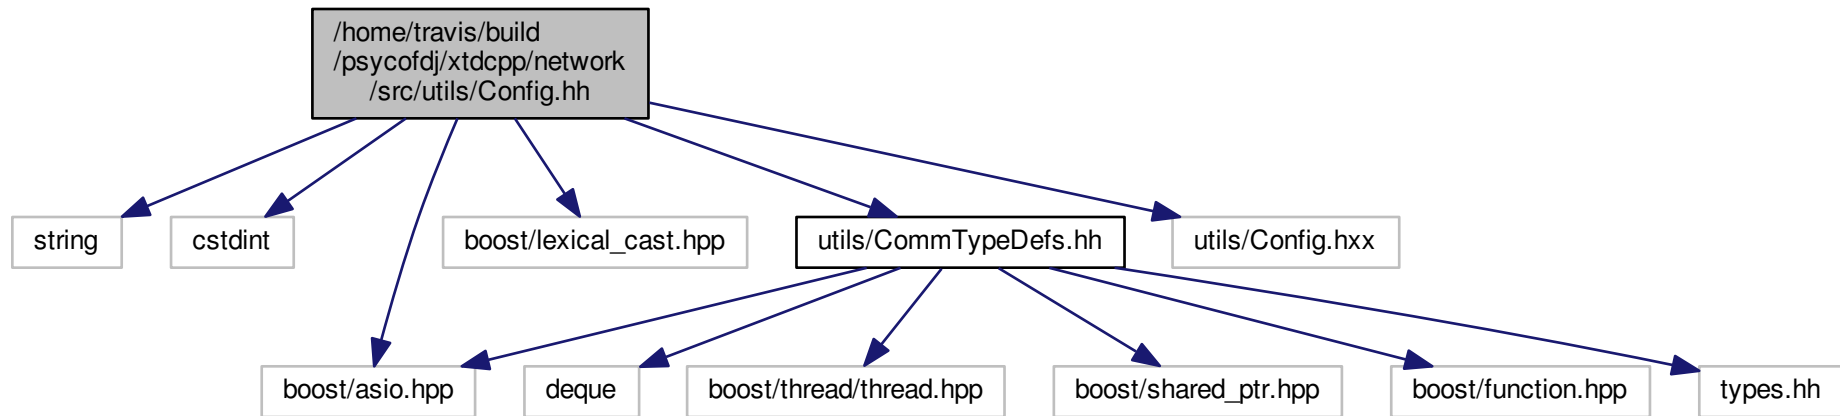 /home/travis/build
/psycofdj/xtdcpp/network
/src/utils/Config.hh
string
cstdint
boost/lexical_cast.hpp
utils/CommTypeDefs.hh
utils/Config.hxx
boost/asio.hpp
deque
boost/thread/thread.hpp
boost/shared_ptr.hpp
boost/function.hpp
types.hh